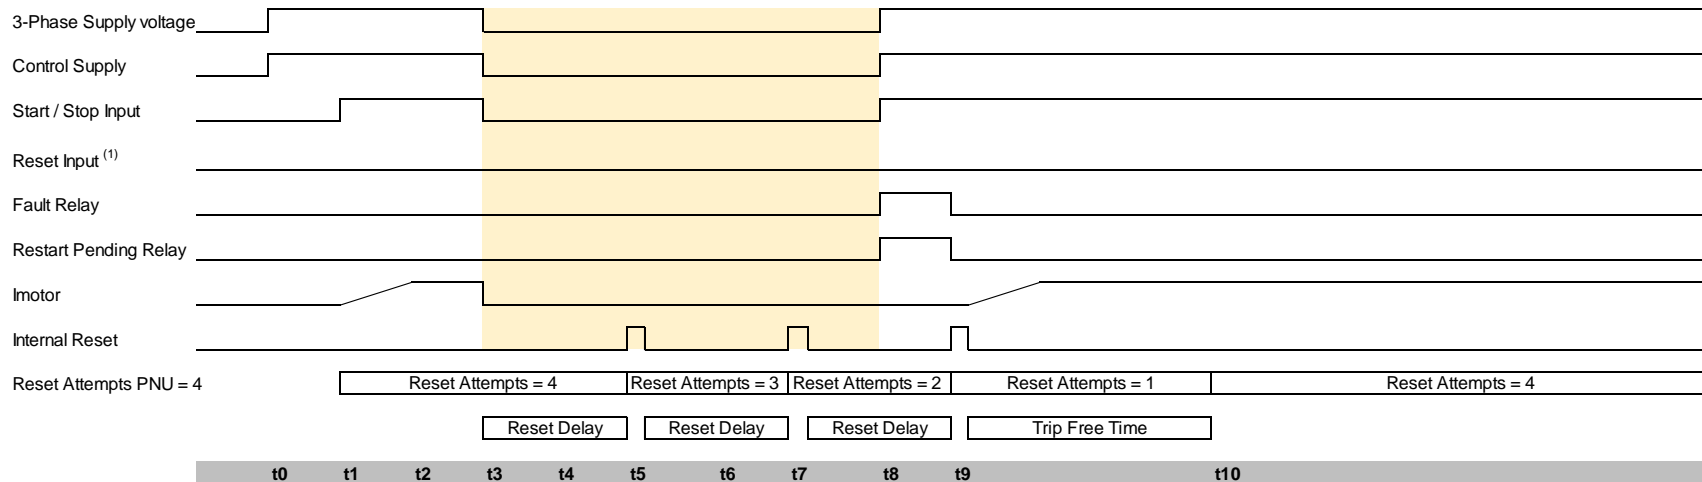 3-Phase Supply voltage
Control Supply
Start / Stop Input
Reset Input (1)
Fault Relay
Restart Pending Relay
Imotor
Internal Reset
Reset Attempts PNU = 4 Reset Attempts = 4 Reset Attempts = 3 Reset Attempts = 2 Reset Attempts = 1 Reset Attempts = 4
Reset Delay Reset Delay Reset Delay Trip Free Time
t0 t1 t2 t3 t4 t5 t6 t7 t8 t9 t10